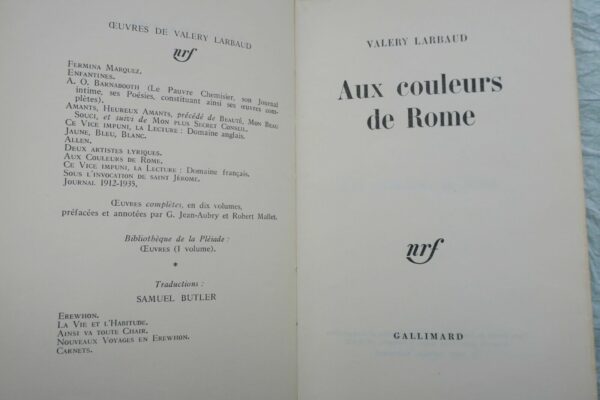 ŒUVRES DE VALERY LARBAUD
nrf
FERMINA MARQUEZ.
ENFANTINES.
A. O. BARNABOOTH (Le Pauvre Chemisier, son Journal
intime, ses Poésies, constituant ainsi ses œuvres com-
plètes).
AMANTS, HEUREUX AMANTS, précédé de BEAUTÉ, MON BEAU
SOUCI, et suivi de MON PLUS SECRET CONSEIL.
CE VICE IMPUNI, LA LECTURE : Domaine anglais.
JAUNE, BLEU, BLANC.
ALLEN.
DEUX ARTISTES LYRIQUES.
AUX COULEURS DE ROME.
CE VICE IMPUNI, LA LECTURE : Domaine français.
SOUS L'INVOCATION DE SAINT JÉROME.
JOURNAL 1912-1935.
ŒUVRES complètes, en dix volumes,
préfacées et annotées par G. Jean-Aubry et Robert Mallet.
Bibliothèque de la Pléiade :
ŒUVRES (1 volume).
*
Traductions :
SAMUEL BUTLER
EREWHON.
LA VIE ET L'HABITUDE.
AINSI VA TOUTE CHAIR.
NOUVEAUX VOYAGES EN EREWHON.
CARNETS.
VALERY LARBAUD
Aux couleurs
de Rome
nrf
GALLIMARD